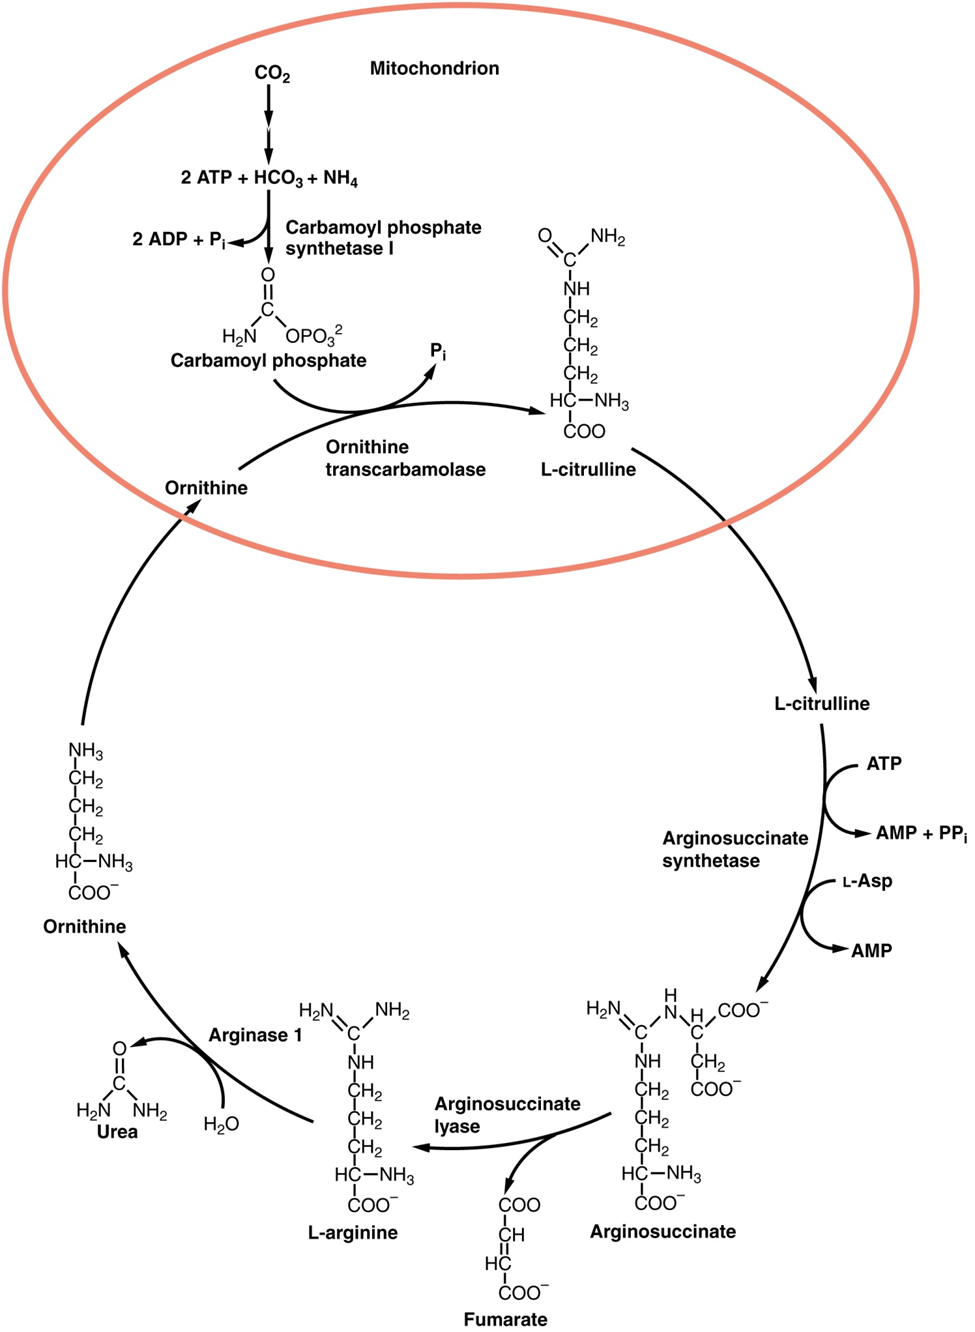 Mitochondrion
CO2
2 ATP + HCO3 + NH4
2 ADP + Pi
Carbamoyl phosphate
synthetase I
O
C
H2N
OPO3 2
Carbamoyl phosphate
Pi
O
NH2
C
NH
CH2
CH2
CH2
HC—NH3
COO
L-citrulline
Ornithine
transcarbamolase
Ornithine
L-citrulline
ATP
AMP + PPi
Arginosuccinate
synthetase
L-Asp
AMP
NH3
CH2
CH2
CH2
HC—NH3
COO−
Ornithine
Arginase 1
O
C
H2N
NH2
Urea
H2O
H2N
NH2
C
NH
CH2
CH2
CH2
HC—NH3
COO−
L-arginine
Arginosuccinate
lyase
H2N
H
N
H
C
COO−
C
NH
CH2
COO−
CH2
CH2
CH2
HC—NH3
COO−
Arginosuccinate
COO
CH
HC
COO−
Fumarate